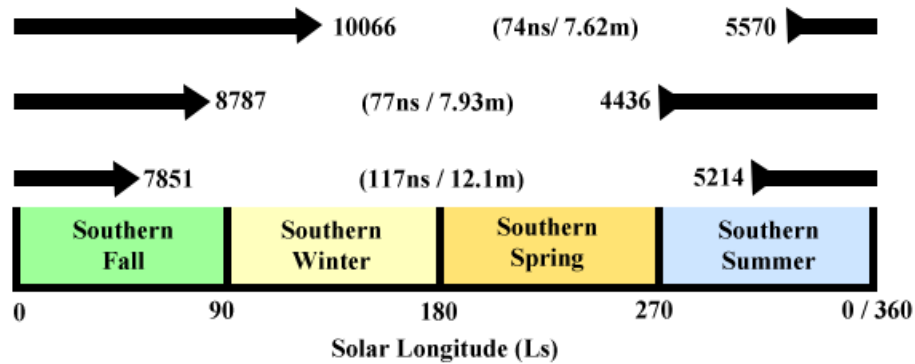 10066 (74ns/ 7.62m) 5570
8787 (77ns / 7.93m) 4436
7851 (117ns / 12.1m) 5214
Southern Southern Southern Southern
Fall Winter Spring Summer
0 90 180 270 0 / 360
Solar Longitude (Ls)